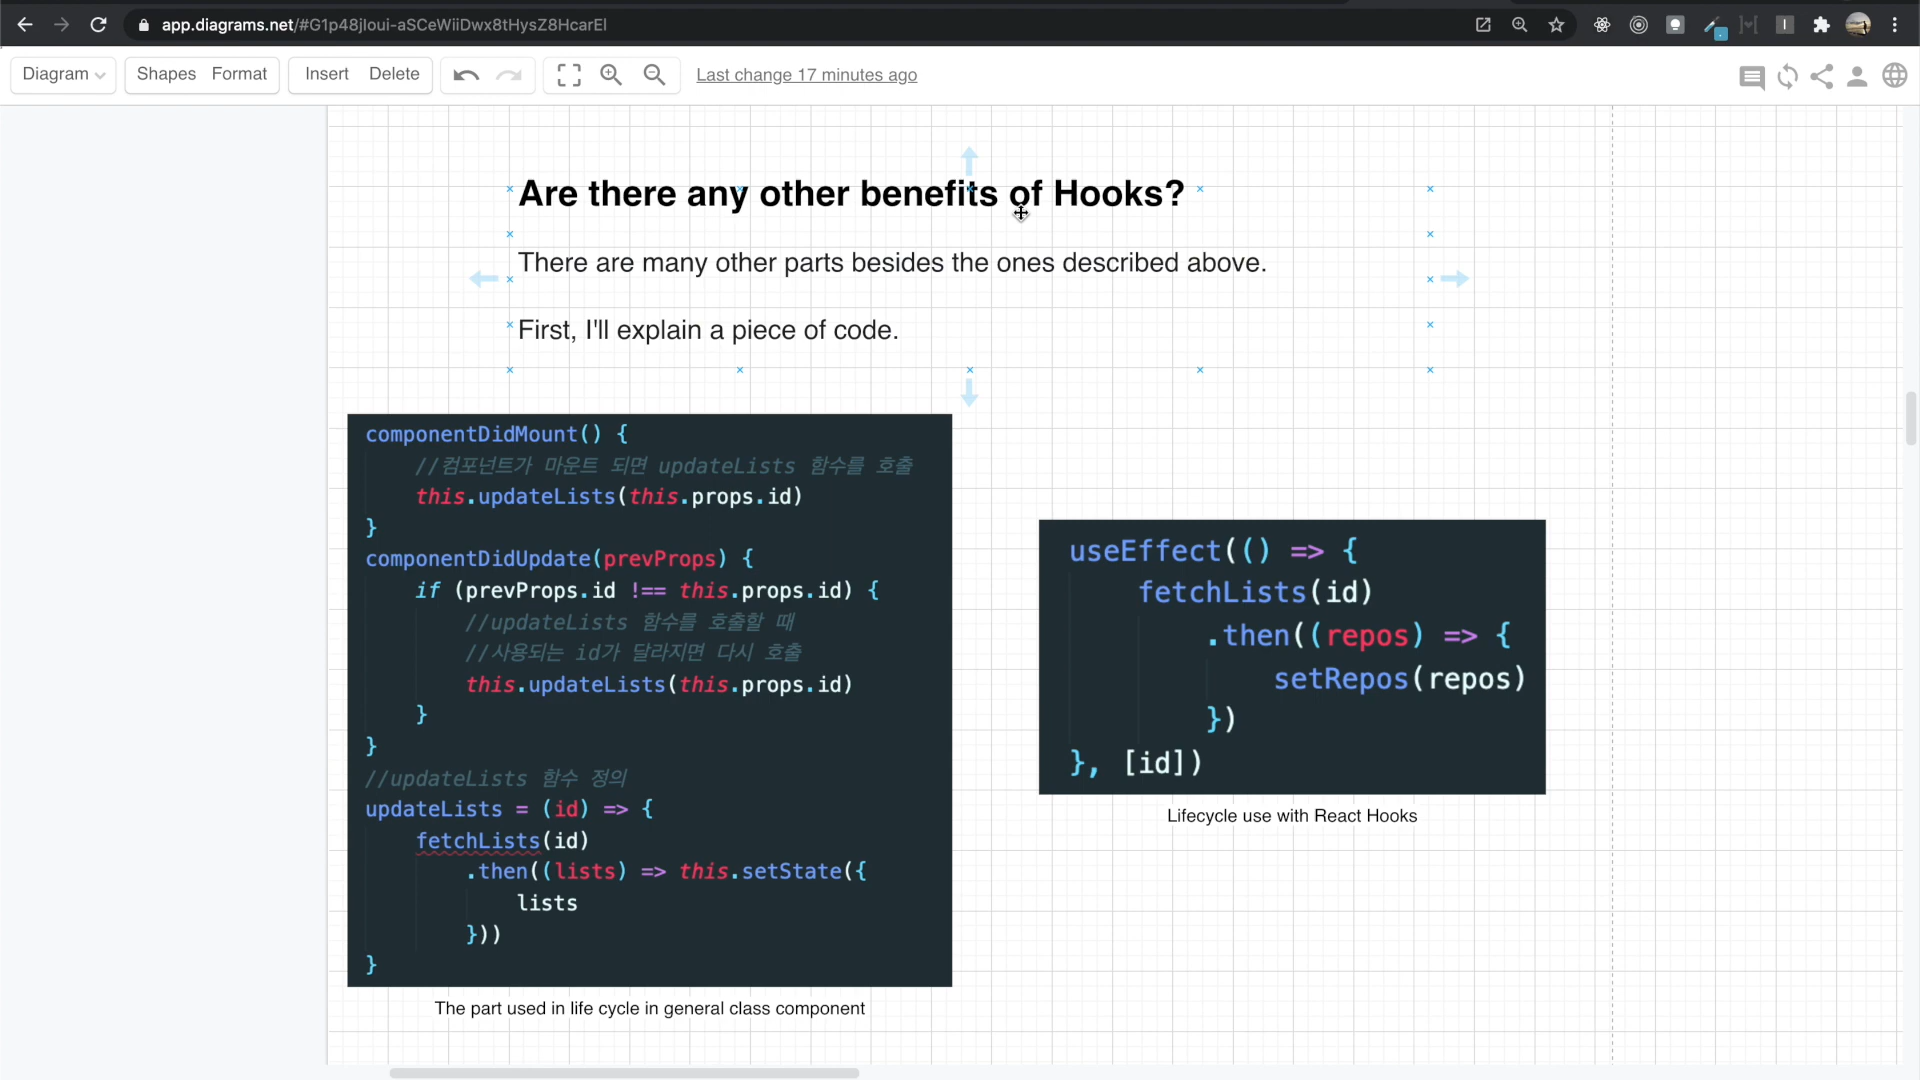 app.diagrams.net/#G1p48jloui-aSCeWiiDwx8tHysZ8HcarEl
Diagram
Shapes Format
Insert Delete
Last change 17 minutes ago
Are there any other benefits of Hooks?
There are many other parts besides the ones described above.
First, I'll explain a piece of code.
componentDidMount() {
//컴포넌트가 마운트 되면 updateLists 함수를 호출
this.updateLists(this.props.id)
}
componentDidUpdate(prevProps) {
if (prevProps.id !== this.props.id) {
//updateLists 함수를 호출할 때
//사용되는 id가 달라지면 다시 호출
this.updateLists(this.props.id)
}
}
//updateLists 함수 정의
updateLists = (id) => {
fetchLists(id)
.then((lists) => this.setState({
lists
}))
}
The part used in life cycle in general class component
useEffect(() => {
fetchLists(id)
.then((repos) => {
setRepos(repos)
})
}, [id])
Lifecycle use with React Hooks